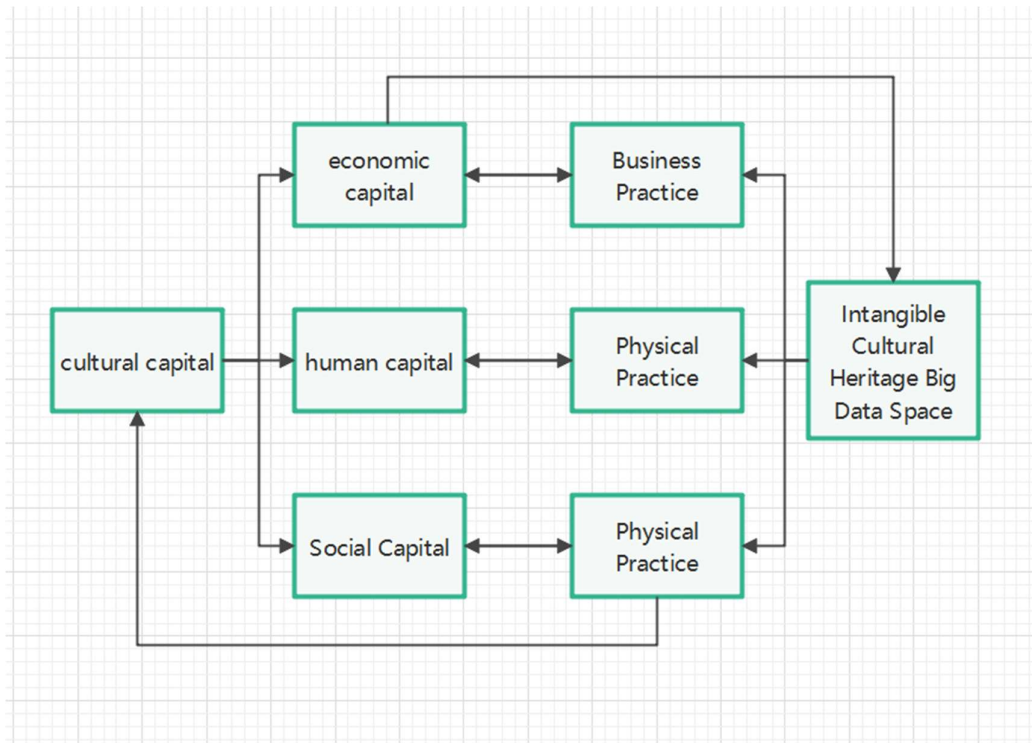 economic
capital
Business
Practice
cultural capital
human capital
Physical
Practice
Intangible
Cultural
Heritage Big
Data Space
Social Capital
Physical
Practice